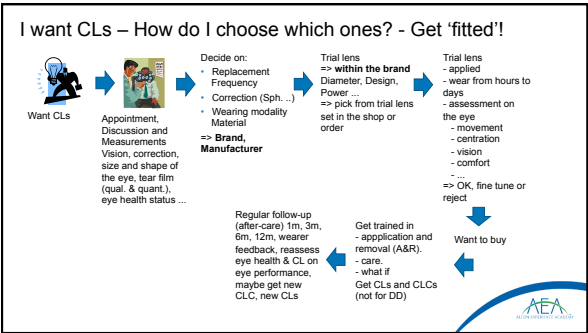 I want CLs – How do I choose which ones? - Get ‘fitted’!
Want CLs
Appointment,
Discussion and
Measurements
Vision, correction,
size and shape of
the eye, tear film
(qual. & quant.),
eye health status ...
Decide on:
• Replacement
Frequency
• Correction (Sph. ..)
• Wearing modality
Material
=> Brand,
Manufacturer
Trial lens
=> within the brand
Diameter, Design,
Power ...
=> pick from trial lens
set in the shop or
order
Trial lens
- applied
- wear from hours to
days
- assessment on
the eye
- movement
- centration
- vision
- comfort
- ...
=> OK, fine tune or
reject
Want to buy
Get trained in
- appplication and
removal (A&R).
- care.
- what if
Get CLs and CLCs
(not for DD)
Regular follow-up
(after-care) 1m, 3m,
6m, 12m, wearer
feedback, reassess
eye health & CL on
eye performance,
maybe get new
CLC, new CLs
AEA
ALCON EXPERIENCE ACADEMY